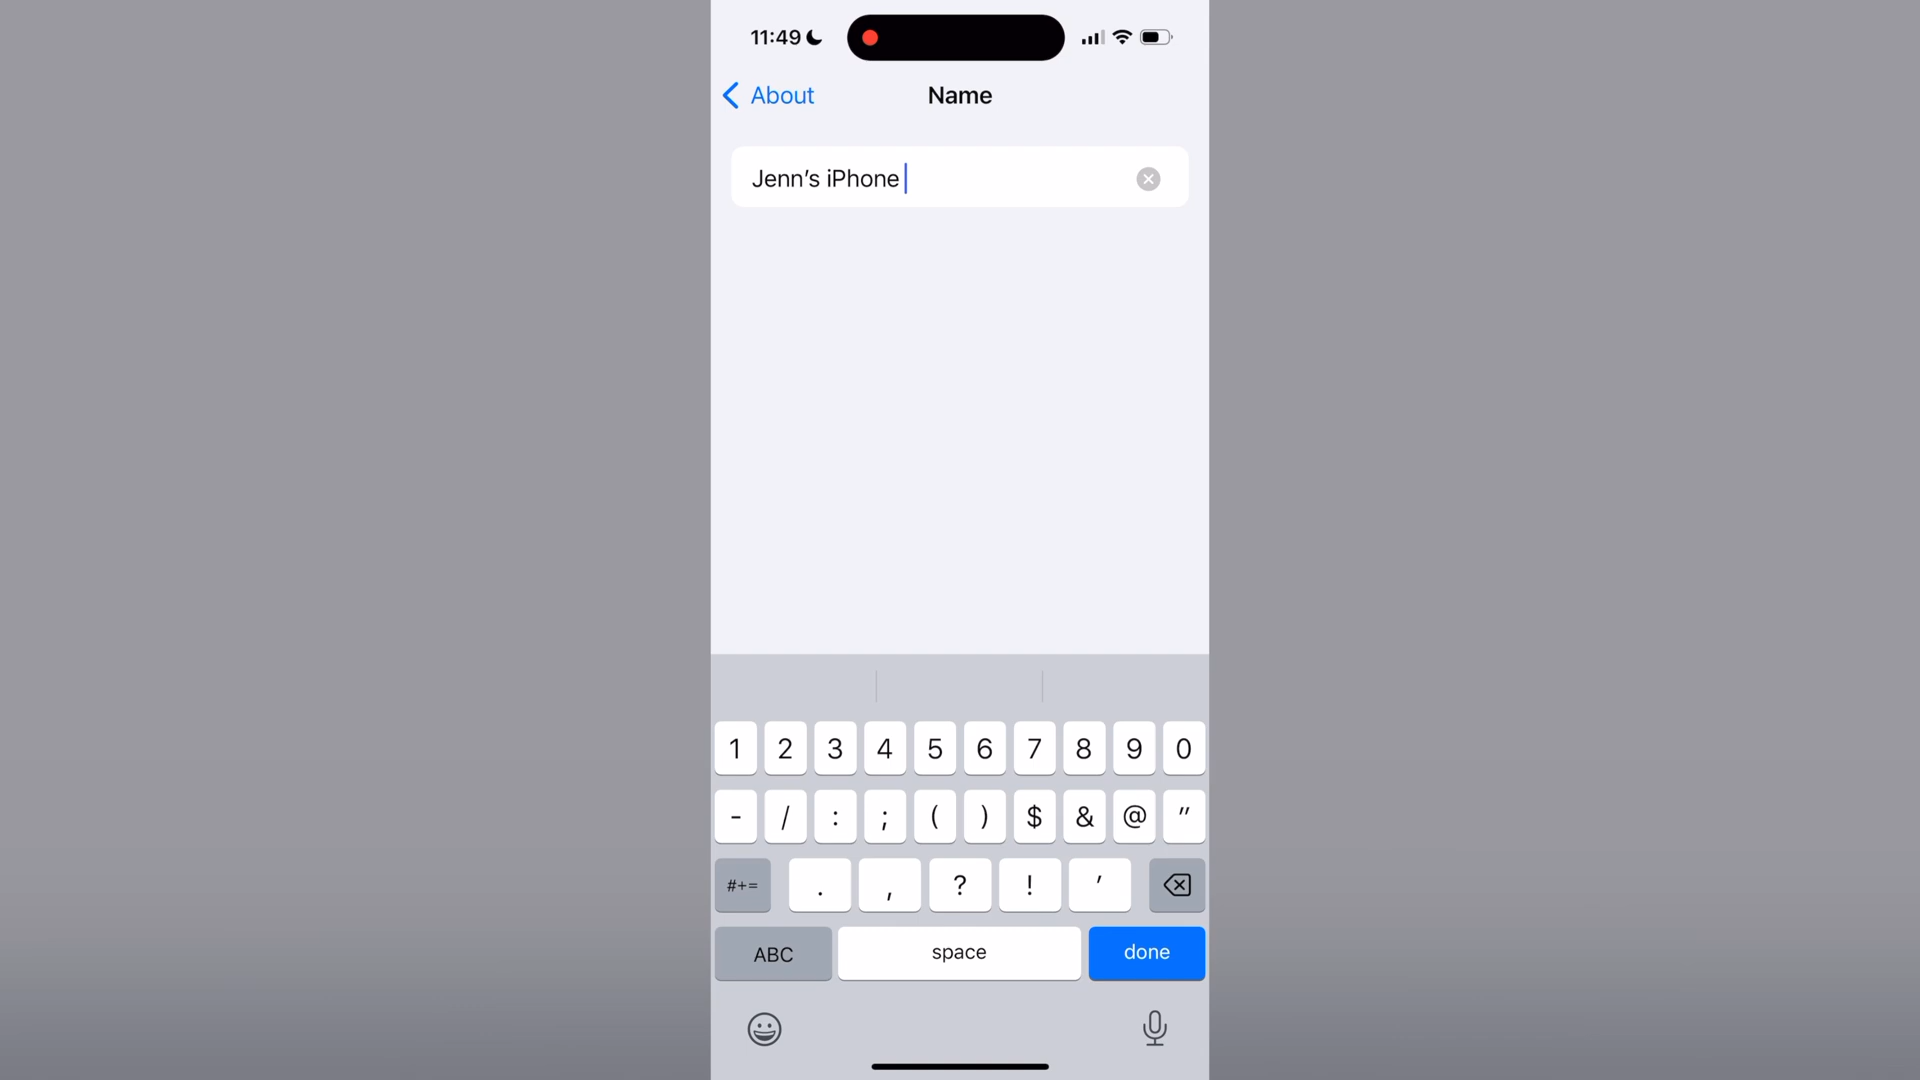 11:49
About
Name
Jenn’s iPhone
1 2 3 4 5 6 7 8 9 0
- / : ; ( ) $ & @ "
#+= . , ? ! ′
ABC space done